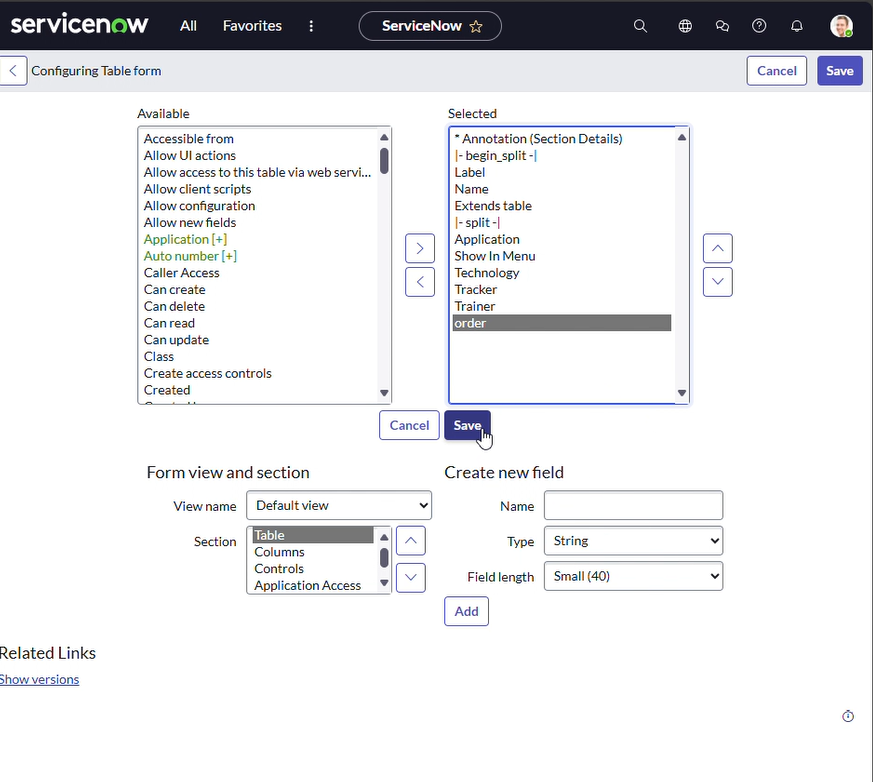 servicenow All Favorites ServiceNow
Configuring Table form Cancel Save
Available Selected
Accessible from
Allow UI actions
Allow access to this table via web servi...
Allow client scripts
Allow configuration
Allow new fields
Application [+]
Auto number [+]
Caller Access
Can create
Can delete
Can read
Can update
Class
Create access controls
Created
* Annotation (Section Details)
|- begin_split -|
Label
Name
Extends table
|- split -|
Application
Show In Menu
Technology
Tracker
Trainer
order
Cancel Save
Form view and section
View name Default view
Section Table
Columns
Controls
Application Access
Create new field
Name
Type String
Field length Small (40)
Add
Related Links
Show versions